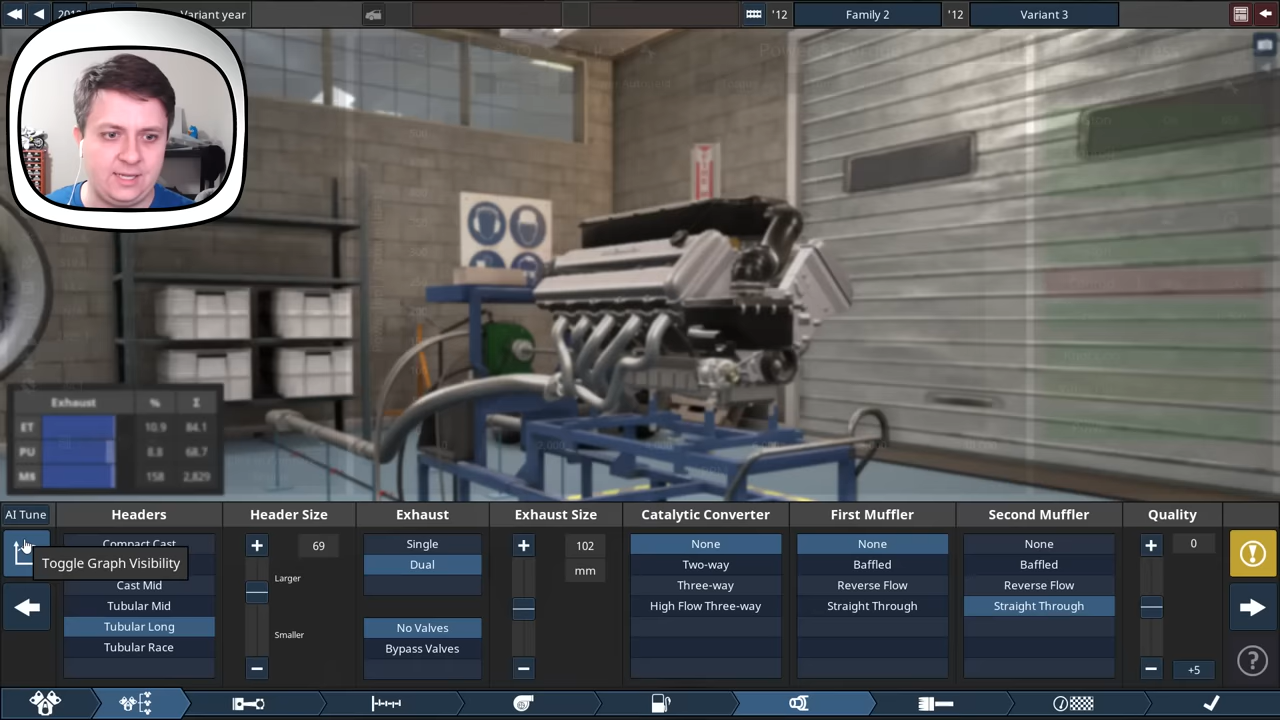 Variant year
'12
Family 2
'12
Variant 3
Exhaust % Σ
ET 10.9 84.1
PU 8.8 68.7
MS 158 2,829
AI Tune
Toggle Graph Visibility
Headers
Compact Cast
Cast Mid
Tubular Mid
Tubular Long
Tubular Race
Header Size
69
Larger
Smaller
Exhaust
Single
Dual
No Valves
Bypass Valves
Exhaust Size
102
mm
Catalytic Converter
None
Two-way
Three-way
High Flow Three-way
First Muffler
None
Baffled
Reverse Flow
Straight Through
Second Muffler
None
Baffled
Reverse Flow
Straight Through
Quality
0
+5